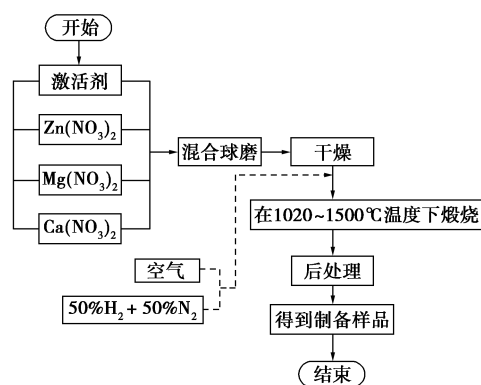 开始
激活剂
Zn(NO₃)₂
Mg(NO₃)₂
Ca(NO₃)₂
混合球磨
干燥
在1020~1500℃温度下煅烧
空气
50%H₂+50%N₂
后处理
得到制备样品
结束